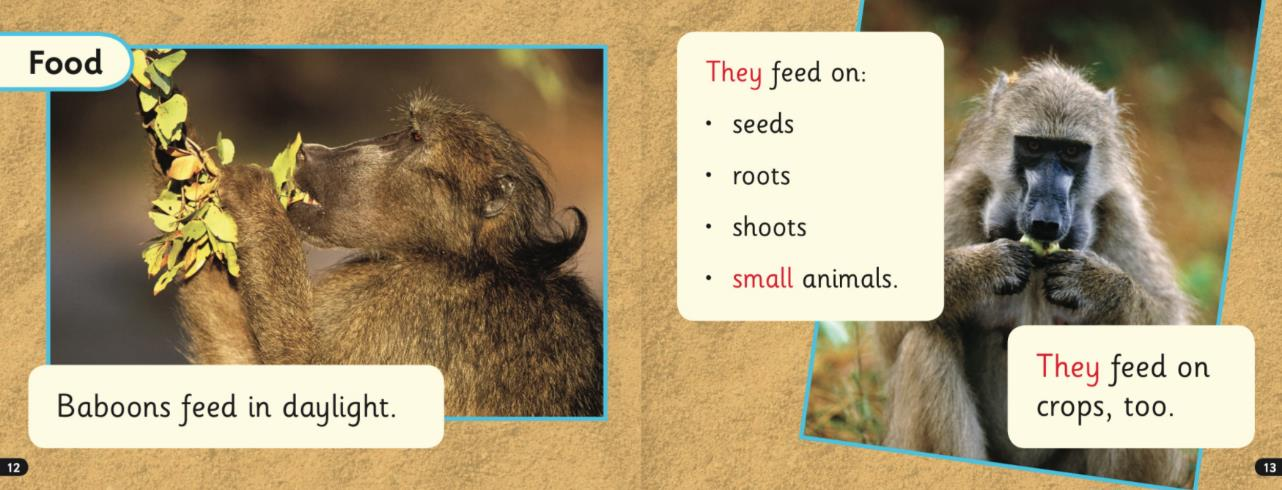 Food
Baboons feed in daylight.
12
They feed on:
• seeds
• roots
• shoots
• small animals.
They feed on
crops, too.
13